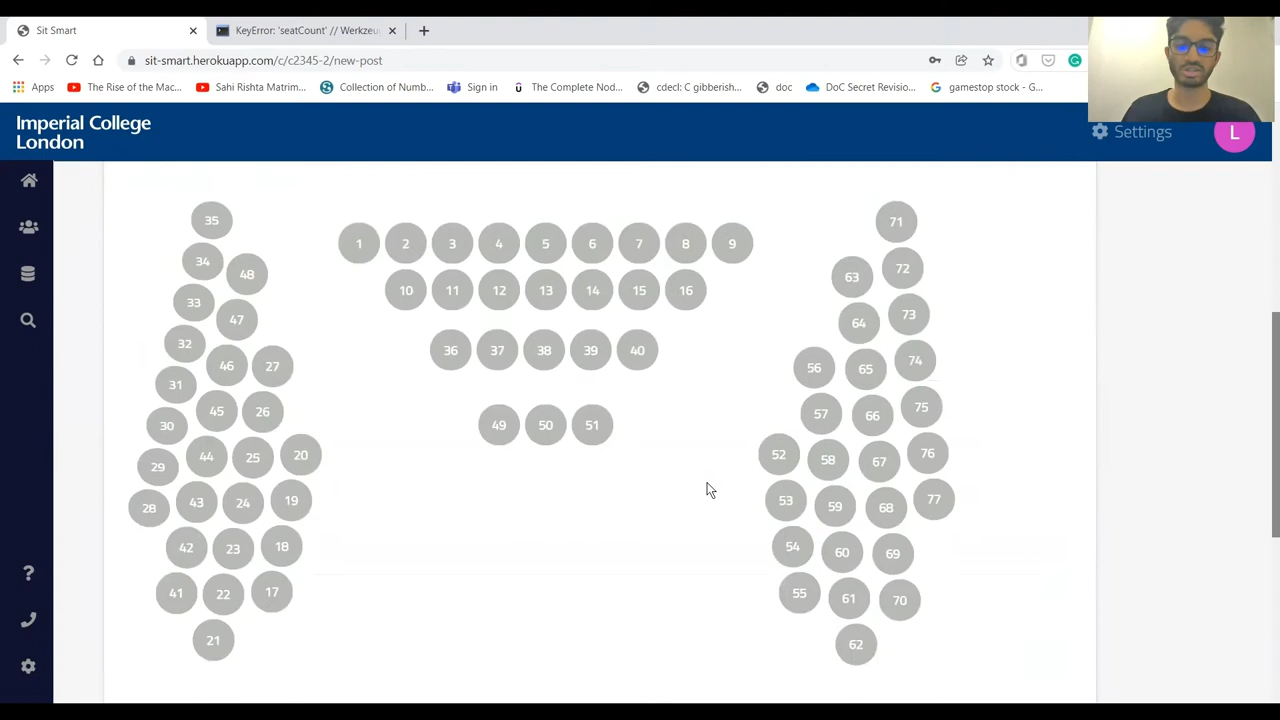 Sit Smart
KeyError: 'seatCount' // Werkzeu
sit-smart.herokuapp.com/c/c2345-2/new-post
Apps
The Rise of the Mac...
Sahi Rishta Matrim...
Collection of Numb...
Sign in
The Complete Nod...
cdecl: C gibberish...
doc
DoC Secret Revisio...
gamestop stock - G...
Imperial College
London
Settings
L
35
34
48
33
47
32
46
27
31
45
26
30
44
25
20
29
43
24
19
28
42
23
18
41
22
17
21
1 2 3 4 5 6 7 8 9
10 11 12 13 14 15 16
36 37 38 39 40
49 50 51
71
63
72
64
73
56
65
74
57
66
75
52
58
67
76
53
59
68
77
54
60
69
55
61
70
62
?